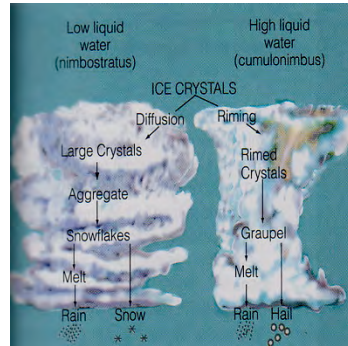 Low liquid
water
(nimbostratus)
High liquid
water
(cumulonimbus)
ICE CRYSTALS
Diffusion
Riming
Large Crystals
Rimed
Crystals
Aggregate
Snowflakes
Graupel
Melt
Melt
Rain
Snow
Rain
Hail